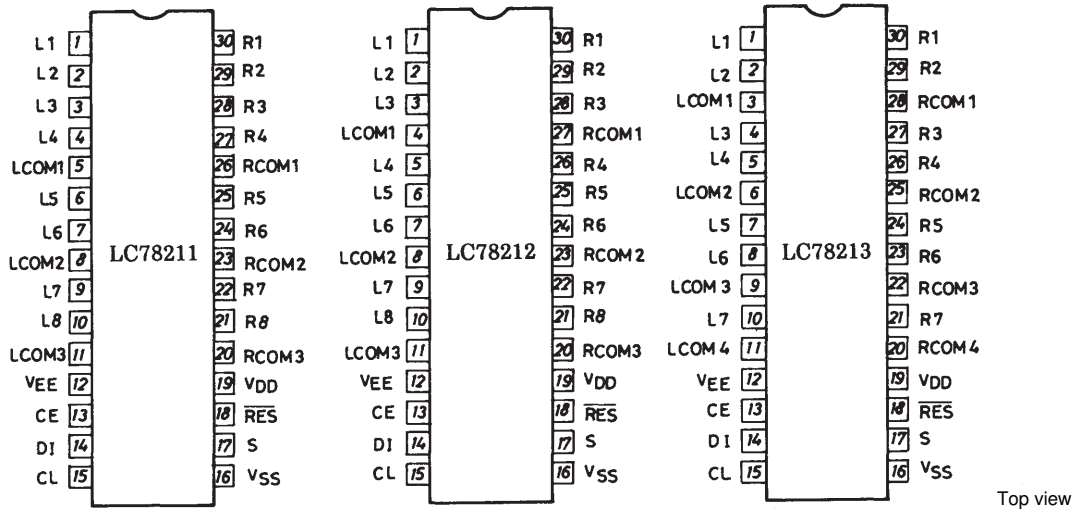 L1 1 30 R1 L1 1 30 R1 L1 1 30 R1
L2 2 29 R2 L2 2 29 R2 L2 2 29 R2
L3 3 28 R3 L3 3 28 R3 LCOM1 3 28 RCOM1
L4 4 27 R4 LCOM1 4 27 RCOM1 L3 4 27 R3
LCOM1 5 26 RCOM1 L4 5 26 R4 L4 5 26 R4
L5 6 25 R5 L5 6 25 R5 LCOM2 6 25 RCOM2
L6 7 24 R6 L6 7 24 R6 L5 7 24 R5
LCOM2 8 LC78211 23 RCOM2 LCOM2 8 LC78212 23 RCOM2 L6 8 LC78213 23 R6
L7 9 22 R7 L7 9 22 R7 LCOM3 9 22 RCOM3
L8 10 21 R8 L8 10 21 R8 L7 10 21 R7
LCOM3 11 20 RCOM3 LCOM3 11 20 RCOM3 LCOM4 11 20 RCOM4
VEE 12 19 VDD VEE 12 19 VDD VEE 12 19 VDD
CE 13 18 RES CE 13 18 RES CE 13 18 RES
DI 14 17 S DI 14 17 S DI 14 17 S
CL 15 16 VSS CL 15 16 VSS CL 15 16 VSS
Top view